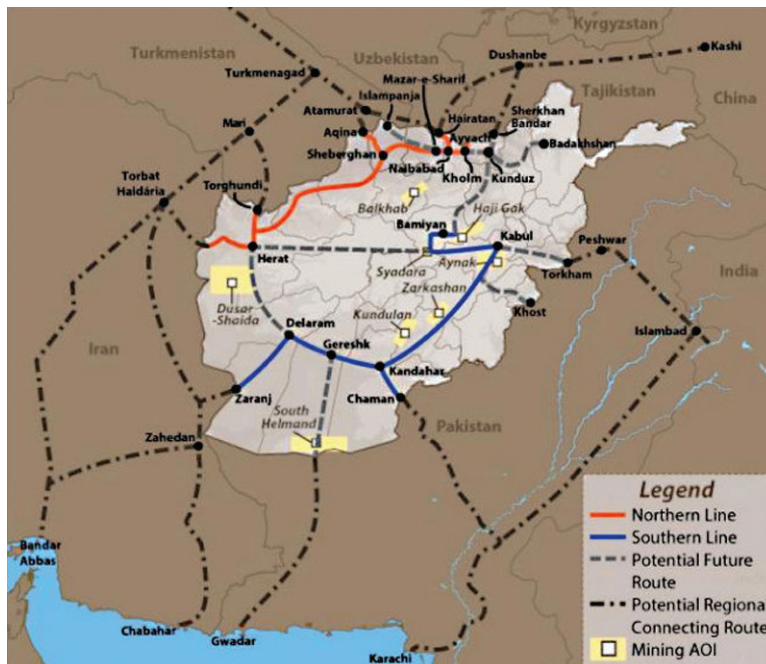 Kyrgyzstan
Kashi
Turkmenistan
Uzbekistan
Dushanbe
Turkmenagad
Mazar-e-Sharif
Islampanja
Tajikistan
China
Atamurat
Hairatan
Sherkhan
Bandar
Mari
Aqina
Ayvach
Badakhshan
Sheberghan
Naibabad
Kholm
Kunduz
Torbat
Haidaria
Torghundi
Balkhab
Haji Gak
Bamiyan
Kabul
Peshwar
Herat
Syadara
Aynak
Torkham
India
Dusar
-Shaida
Zarkashan
Khost
Kundulan
Islambad
Delaram
Iran
Gereshk
Kandahar
Zaranj
Chaman
South
Helmand
Pakistan
Zahedan
Legend
Northern Line
Southern Line
Potential Future
Route
Potential Regiona
Connecting Route
Mining AOI
Bandar
Abbas
Chabahar
Gwadar
Karachi